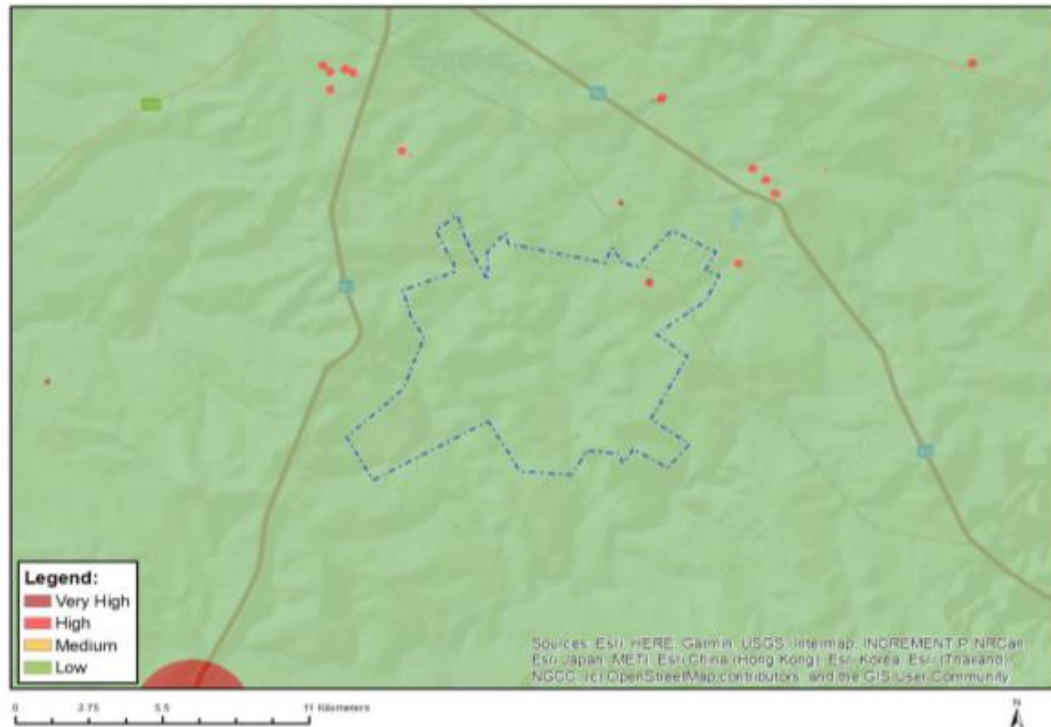 Legend:
Very High
High
Medium
Low
Sources: Esri, HERE, Garmin, USGS, Intermap, INCREMENT P, NRCan,
Esri Japan, METI, Esri China (Hong Kong), Esri Korea, Esri (Thailand),
NGCC, (c) OpenStreetMap contributors, and the GIS User Community
0 2.75 5.5 11 Kilometers
N